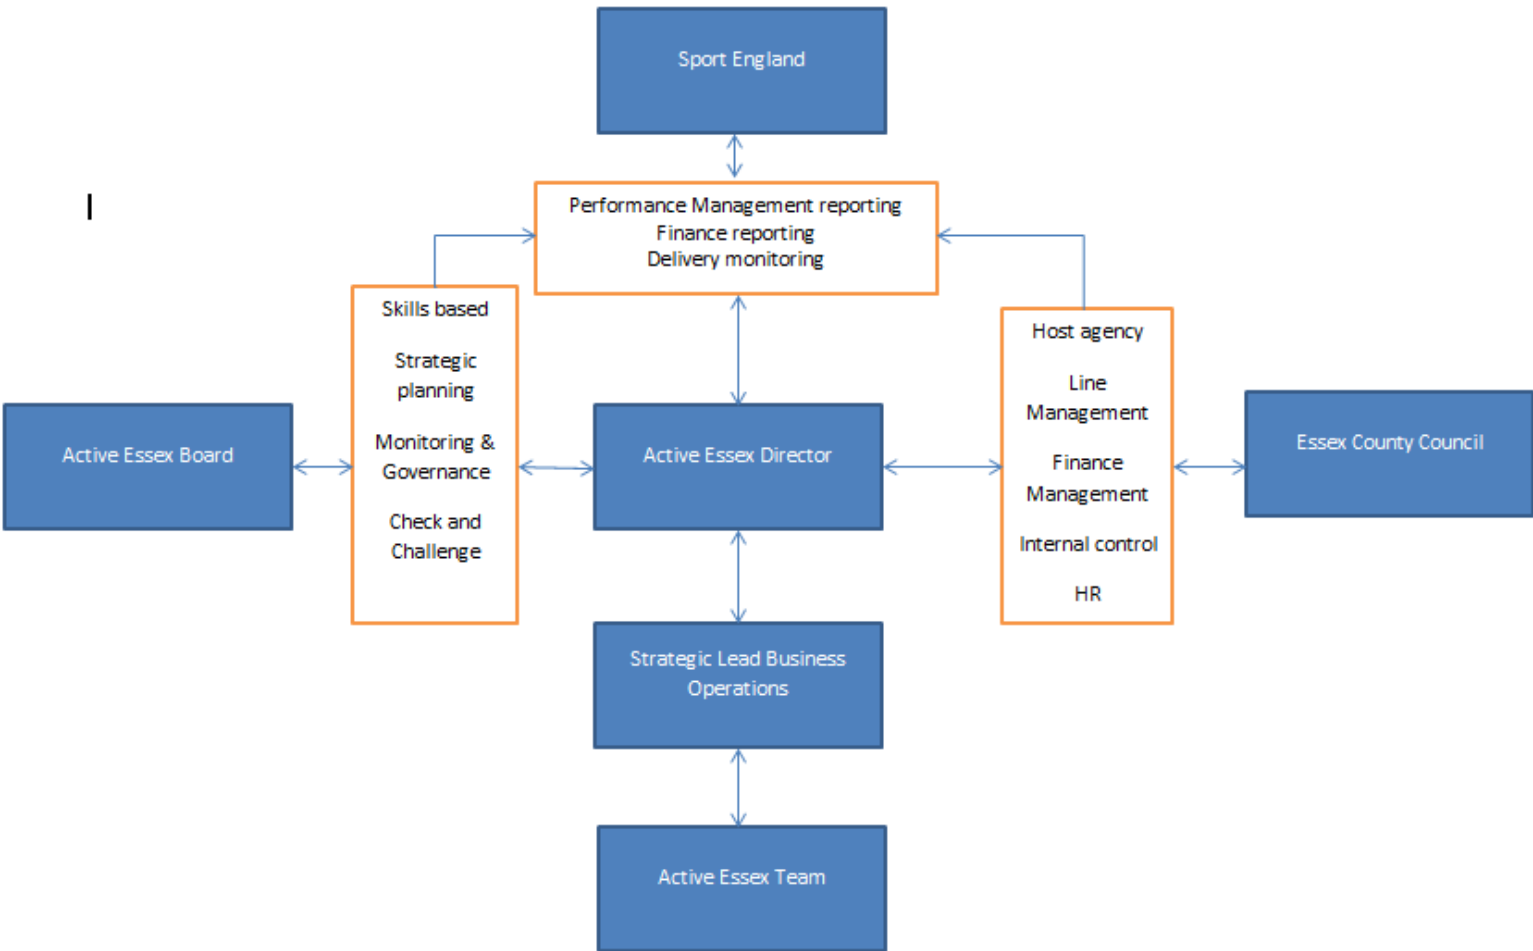 Sport England
I
Performance Management reporting
Finance reporting
Delivery monitoring
Skills based
Strategic
planning
Monitoring &
Governance
Check and
Challenge
Host agency
Line
Management
Finance
Management
Internal control
HR
Active Essex Board
Active Essex Director
Essex County Council
Strategic Lead Business
Operations
Active Essex Team